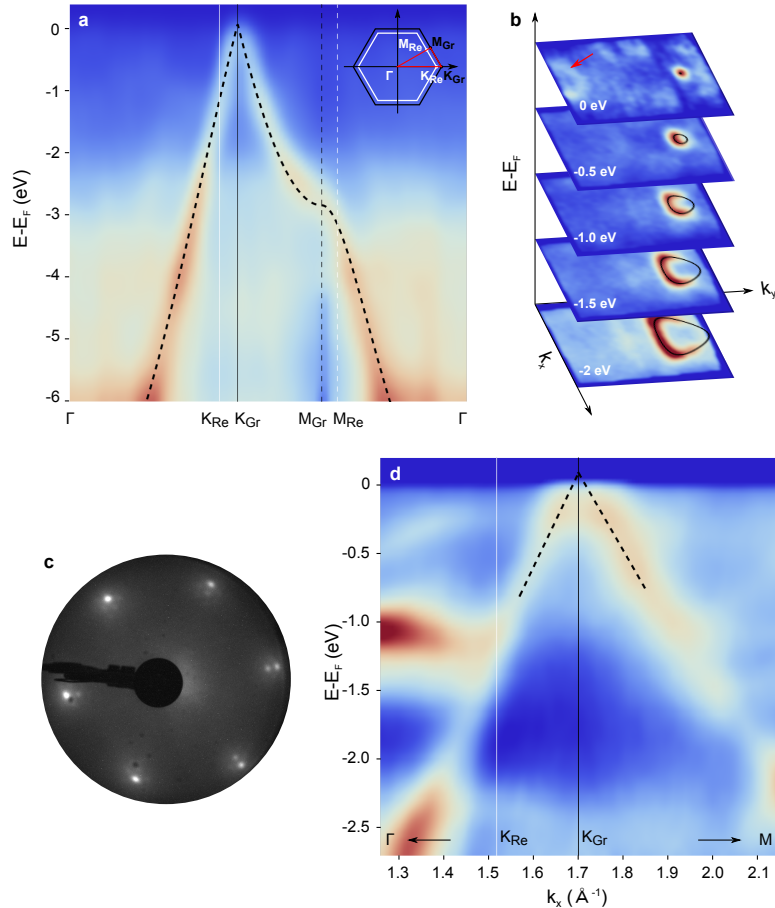 a
0
-1
-2
-3
-4
-5
-6
E-E_F (eV)
Γ
K_Re
K_Gr
M_Gr
M_Re
Γ
M_Gr
M_Re
Γ
K_Re
K_Gr
b
E-E_F
0 eV
-0.5 eV
-1.0 eV
-1.5 eV
-2 eV
k_y
k_x
c
d
0
-0.5
-1.0
-1.5
-2.0
-2.5
E-E_F (eV)
Γ
K_Re
K_Gr
M
1.3 1.4 1.5 1.6 1.7 1.8 1.9 2.0 2.1
k_x (Å⁻¹)